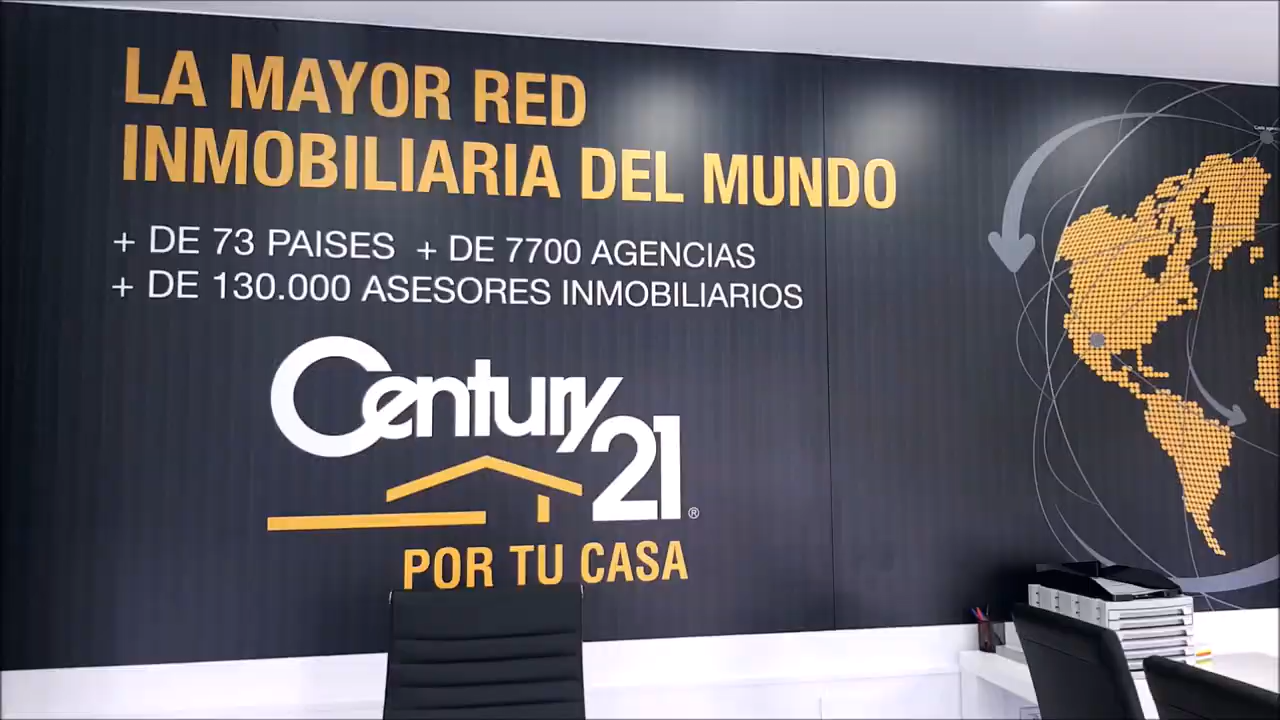 LA MAYOR RED
INMOBILIARIA DEL MUNDO
+ DE 73 PAISES + DE 7700 AGENCIAS
+ DE 130.000 ASESORES INMOBILIARIOS
Century
21®
POR TU CASA